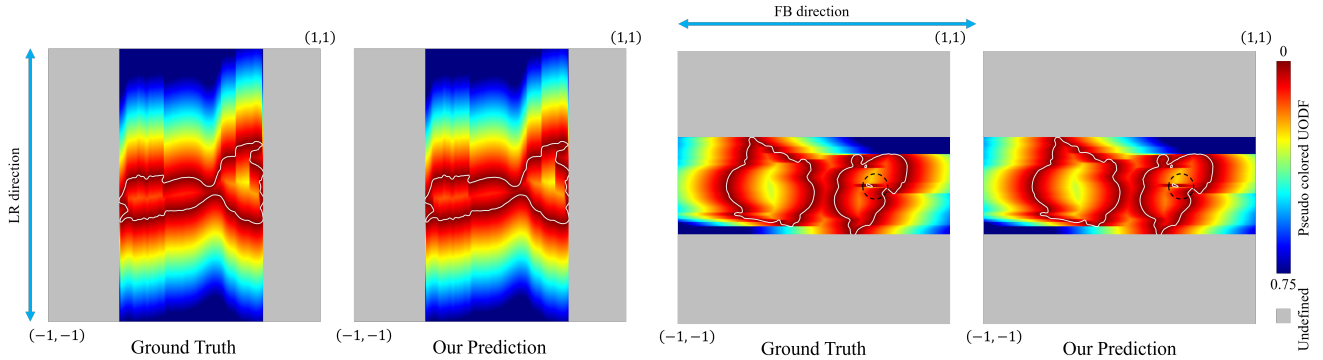 FB direction
(1,1)
(1,1)
(1,1)
(1,1)
LR direction
0
Pseudo colored UODF
0.75
Undefined
(−1,−1)
(−1,−1)
(−1,−1)
(−1,−1)
Ground Truth
Our Prediction
Ground Truth
Our Prediction